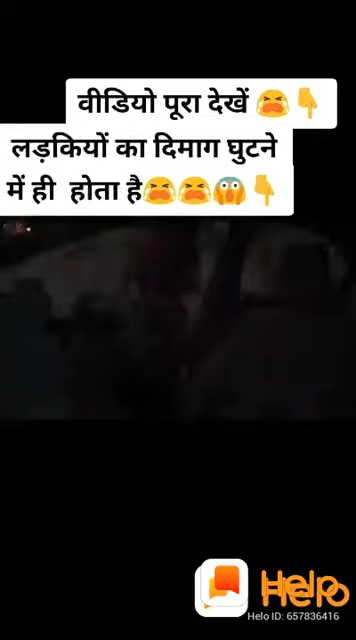 वीडियो पूरा देखें 😭👇
लड़कियों का दिमाग घुटने
में ही होता है😭😭😱👇
Helo
Helo ID: 657836416